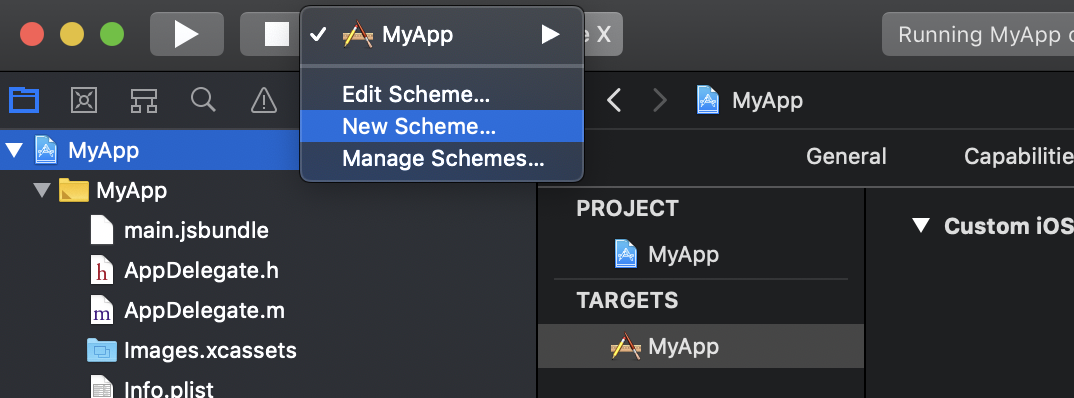 MyApp
e X
Running MyApp o
Edit Scheme...
New Scheme...
Manage Schemes...
MyApp
General
Capabilitie
MyApp
MyApp
main.jsbundle
AppDelegate.h
AppDelegate.m
Images.xcassets
Info.plist
PROJECT
MyApp
TARGETS
MyApp
Custom iOS